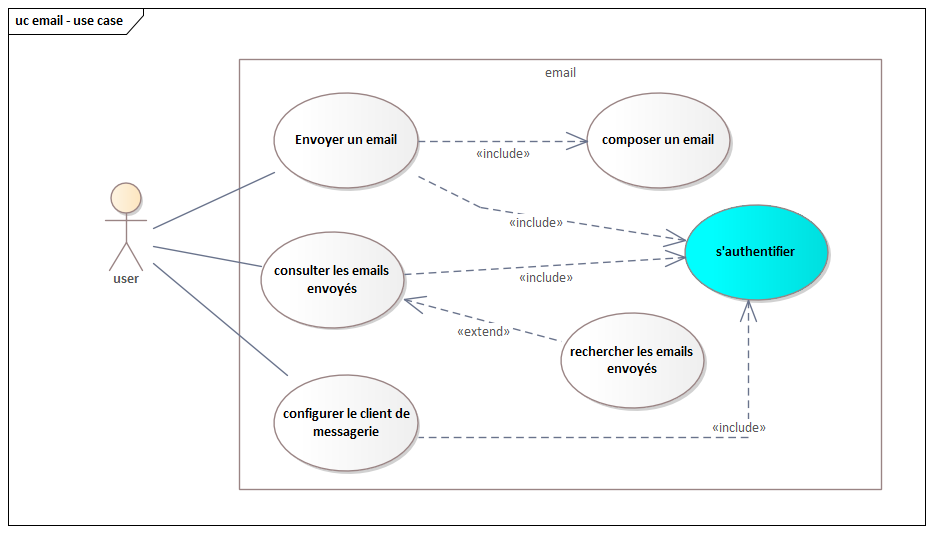 uc email - use case
email
Envoyer un email
composer un email
«include»
«include»
s'authentifier
user
consulter les emails
envoyés
«include»
«extend»
rechercher les emails
envoyés
configurer le client de
messagerie
«include»